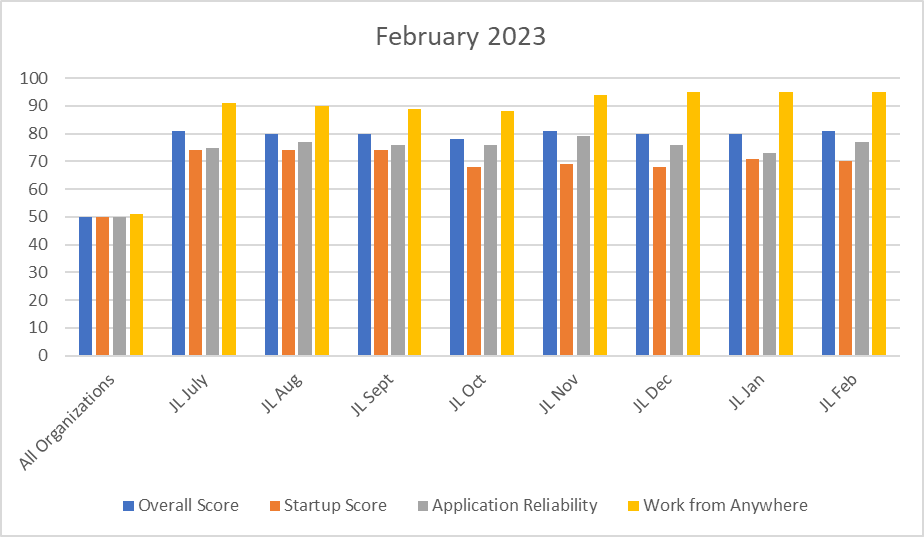 February 2023
100
90
80
70
60
50
40
30
20
10
0
All Organizations
JL July
JL Aug
JL Sept
JL Oct
JL Nov
JL Dec
JL Jan
JL Feb
Overall Score
Startup Score
Application Reliability
Work from Anywhere